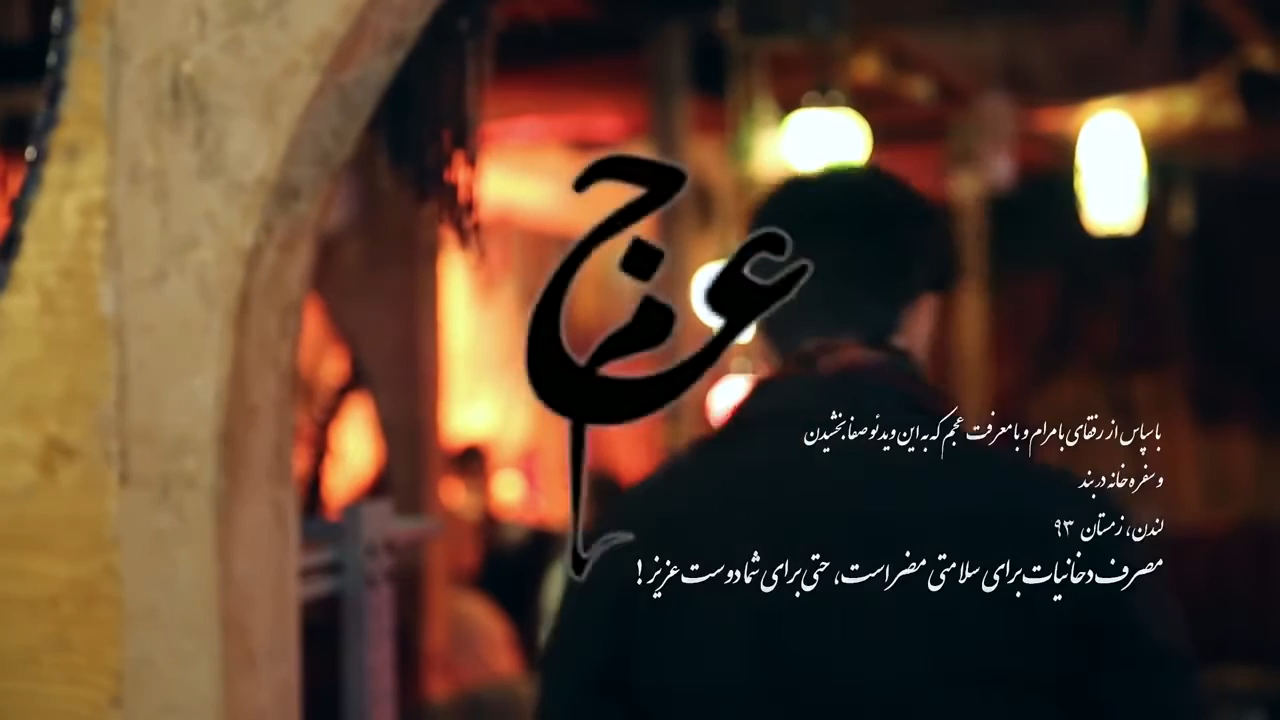 عجم
با سپاس از رفقای با مرام و با معرفت عجم که به این ویدئو صفا بخشیدن
و سفره خانه دربند
لندن، زمستان ۹۳
مصرف دخانیات برای سلامتی مضر است، حتی برای شما دوست عزیز!